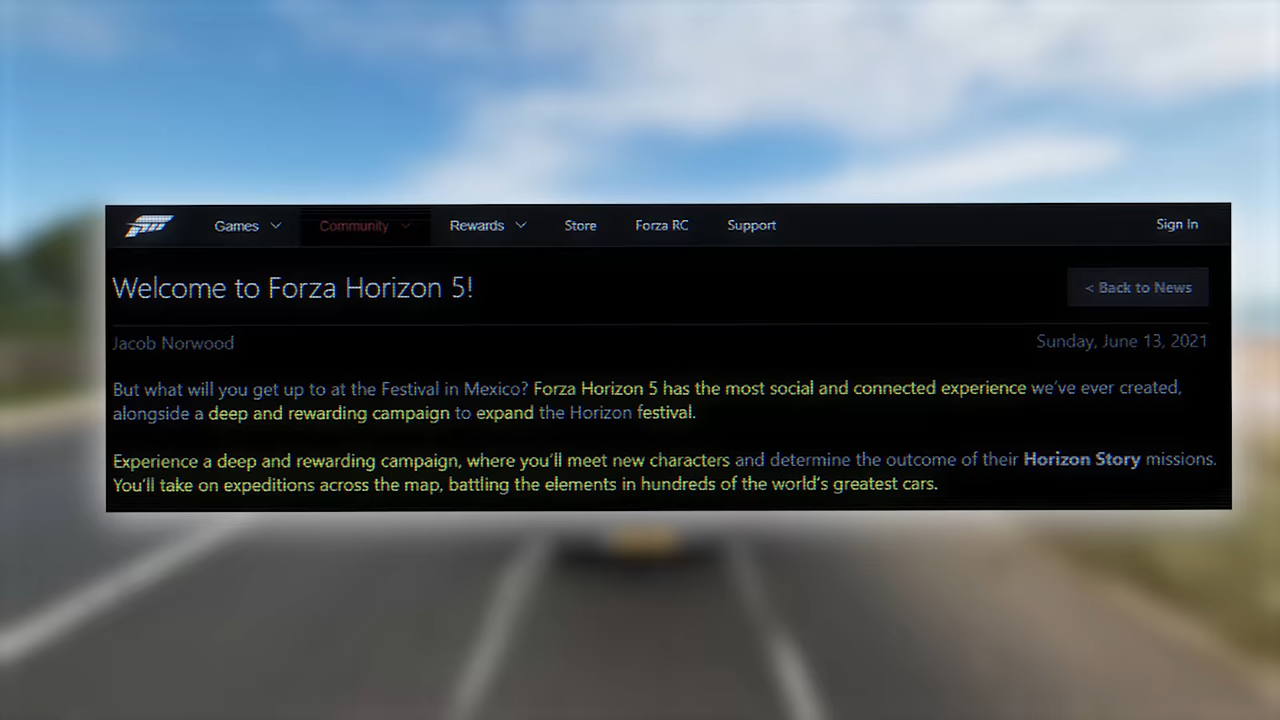 Games Community Rewards Store Forza RC Support Sign In
Welcome to Forza Horizon 5!
< Back to News
Jacob Norwood
Sunday, June 13, 2021
But what will you get up to at the Festival in Mexico? Forza Horizon 5 has the most social and connected experience we've ever created,
alongside a deep and rewarding campaign to expand the Horizon festival.
Experience a deep and rewarding campaign, where you'll meet new characters and determine the outcome of their Horizon Story missions.
You'll take on expeditions across the map, battling the elements in hundreds of the world's greatest cars.